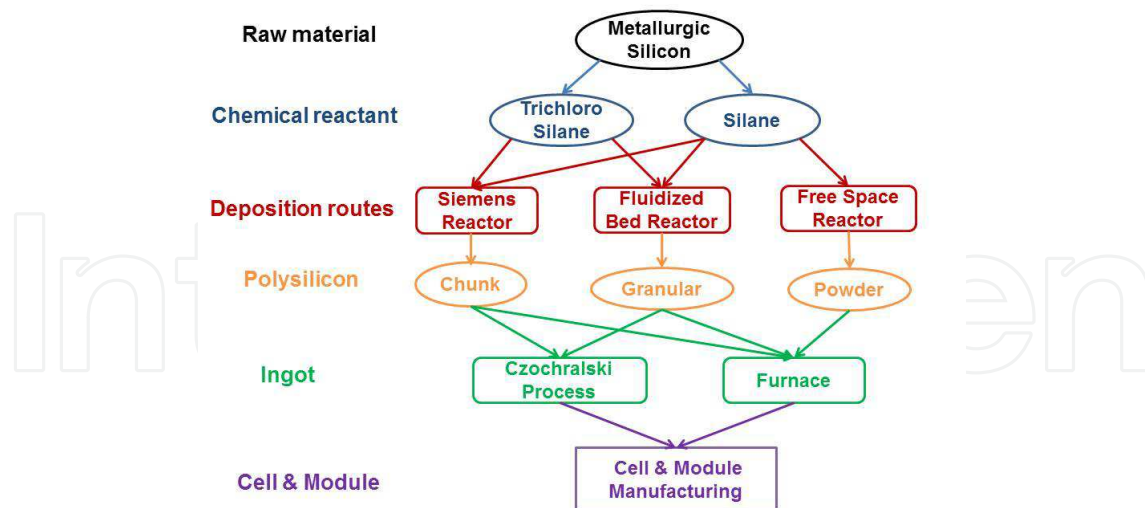 Raw material
Metallurgic
Silicon
Chemical reactant
Trichloro
Silane
Silane
Deposition routes
Siemens
Reactor
Fluidized
Bed Reactor
Free Space
Reactor
Polysilicon
Chunk
Granular
Powder
Ingot
Czochralski
Process
Furnace
Cell & Module
Cell & Module
Manufacturing